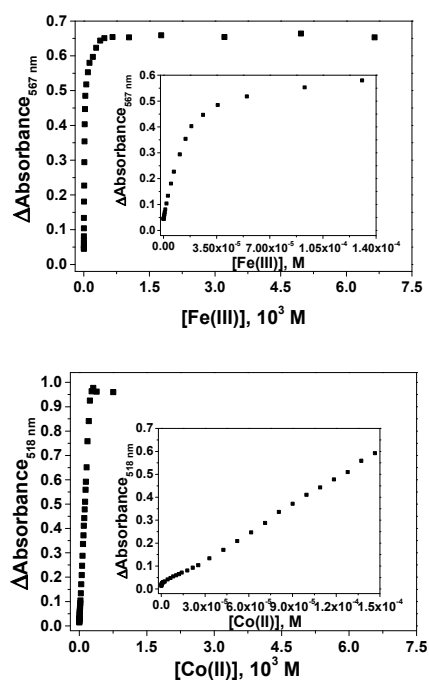 0.7
0.6
0.5
0.4
0.3
0.2
0.1
0.0
ΔAbsorbance567 nm
0.6
0.5
0.4
0.3
0.2
0.1
0.0
ΔAbsorbance567 nm
0.00 3.50x10-5 7.00x10-5 1.05x10-4 1.40x10-4
[Fe(III)], M
0.0 1.5 3.0 4.5 6.0 7.5
[Fe(III)], 10³ M
1.0
0.9
0.8
0.7
0.6
0.5
0.4
0.3
0.2
0.1
0.0
ΔAbsorbance518 nm
0.7
0.6
0.5
0.4
0.3
0.2
0.1
0.0
ΔAbsorbance518 nm
0.0 3.0x10-5 6.0x10-5 9.0x10-5 1.2x10-4 1.5x10-4
[Co(II)], M
0.0 1.5 3.0 4.5 6.0 7.5
[Co(II)], 10³ M